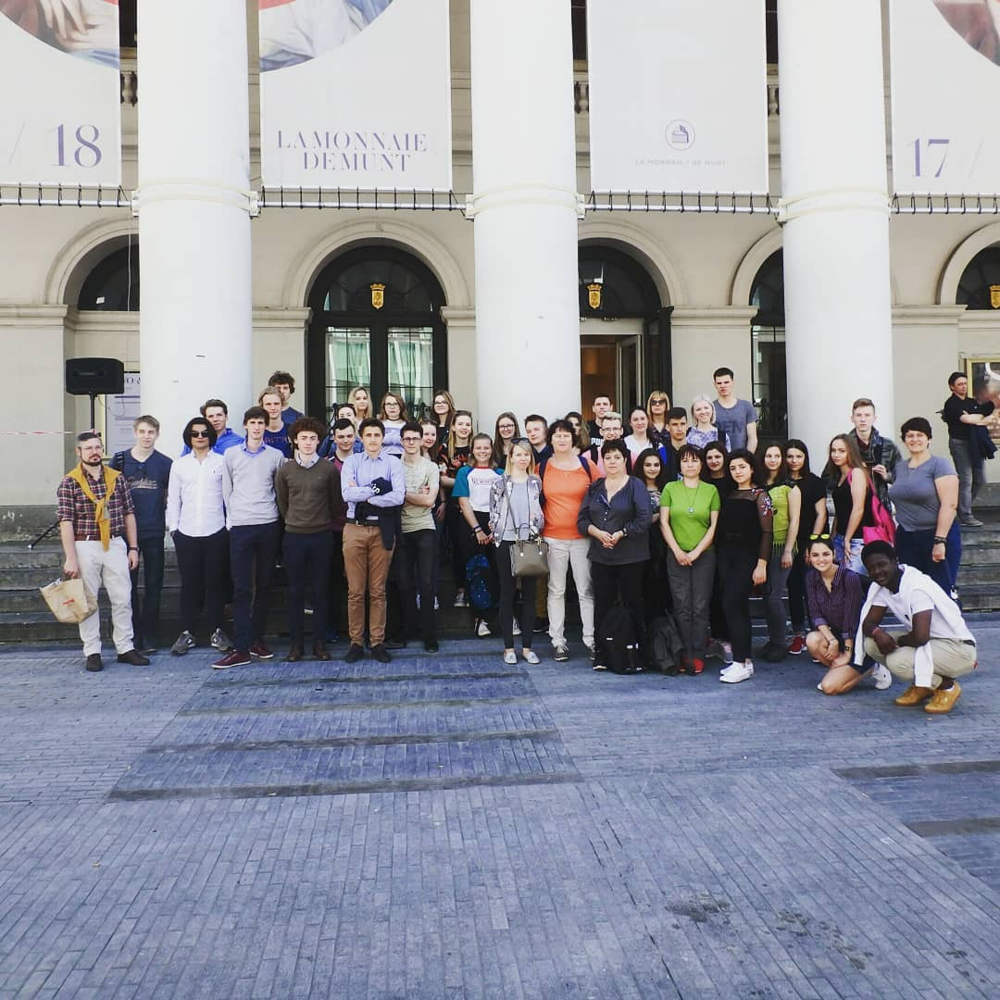 / 18
LA MONNAIE /
DE MUNT
LA MONNAIE / DE MUNT
17 /